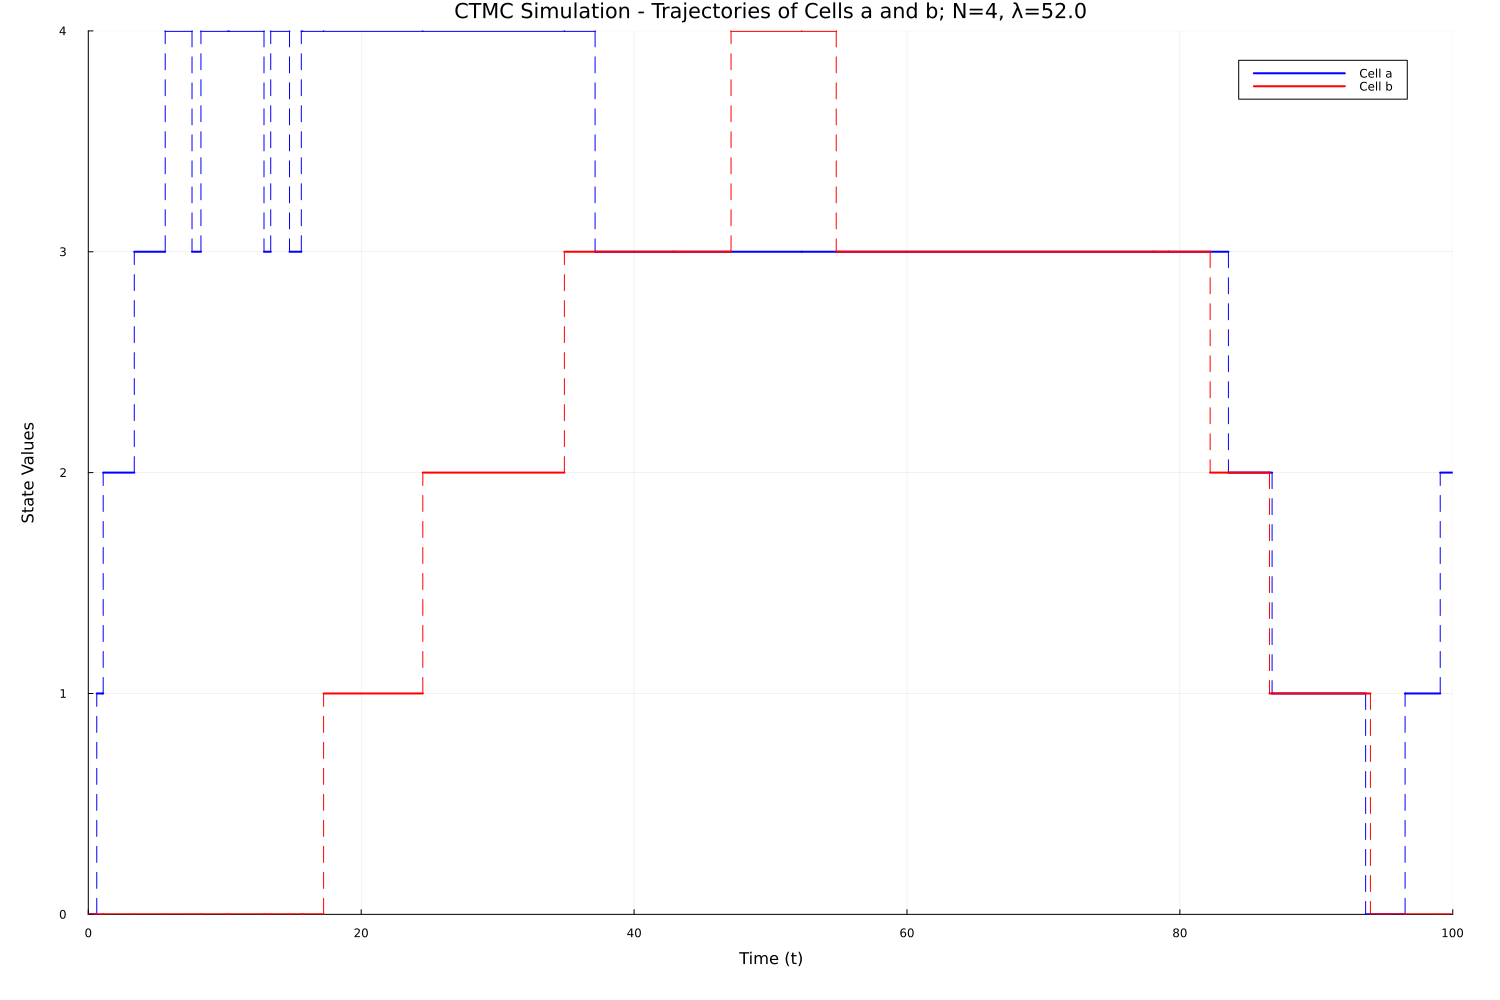 CTMC Simulation - Trajectories of Cells a and b; N=4, λ=52.0
4
Cell a
Cell b
3
State Values
2
1
0
0 20 40 60 80 100
Time (t)